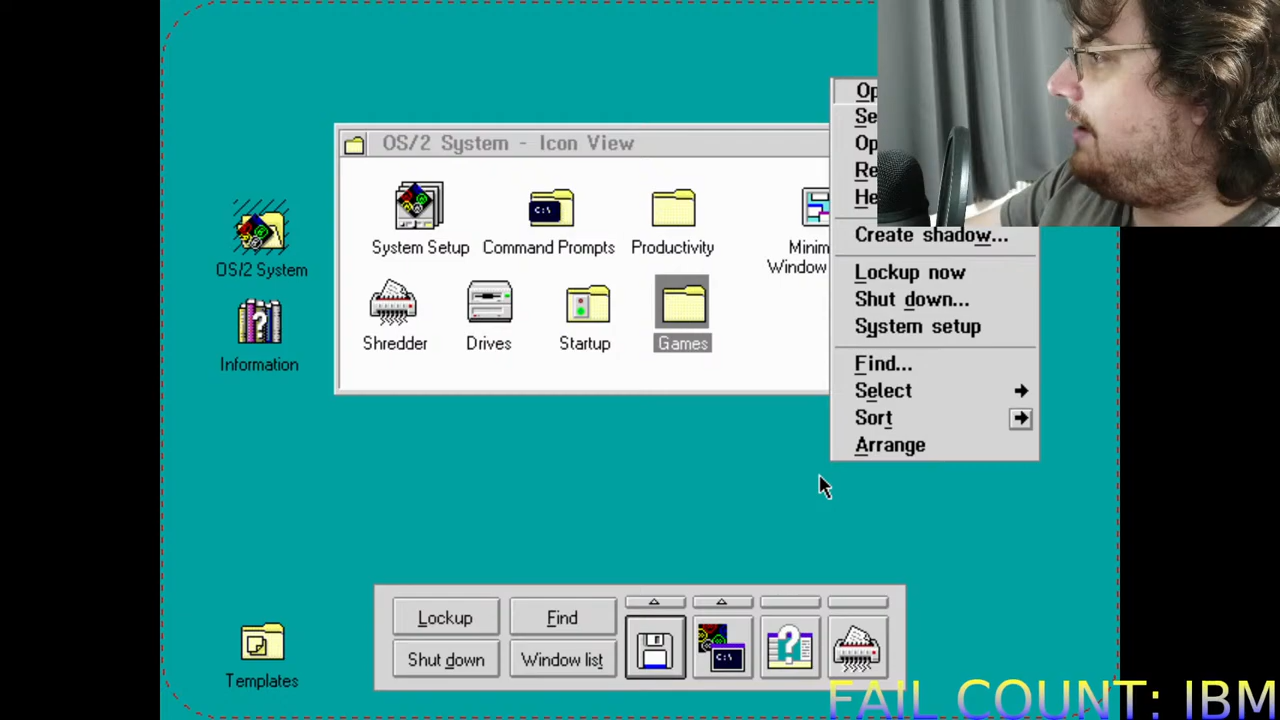 OS/2 System - Icon View
System Setup
Command Prompts
Productivity
Shredder
Drives
Startup
Games
OS/2 System
Information
Templates
Create shadow...
Lockup now
Shut down...
System setup
Find...
Select
Sort
Arrange
Lockup
Find
Shut down
Window list
C:\
C:\
FAIL COUNT: IBM